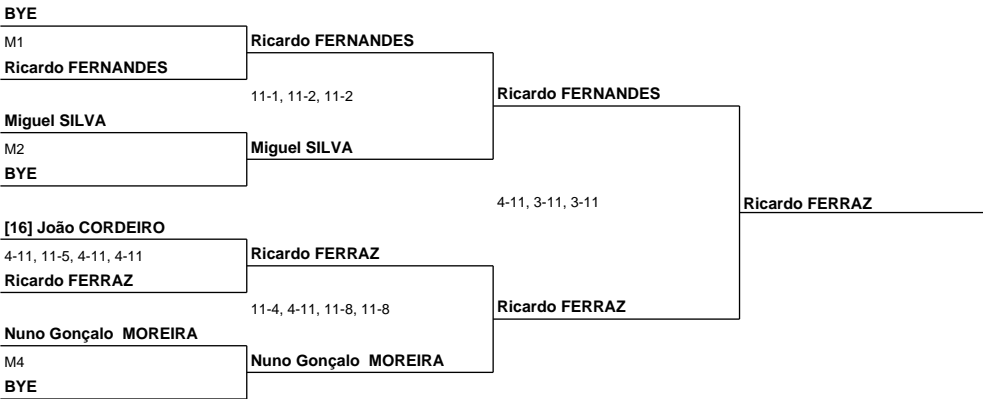 BYE
M1
Ricardo FERNANDES
Ricardo FERNANDES
11-1, 11-2, 11-2
Ricardo FERNANDES
Miguel SILVA
M2
Miguel SILVA
BYE
4-11, 3-11, 3-11
Ricardo FERRAZ
[16] João CORDEIRO
4-11, 11-5, 4-11, 4-11
Ricardo FERRAZ
Ricardo FERRAZ
11-4, 4-11, 11-8, 11-8
Ricardo FERRAZ
Nuno Gonçalo  MOREIRA
M4
Nuno Gonçalo  MOREIRA
BYE